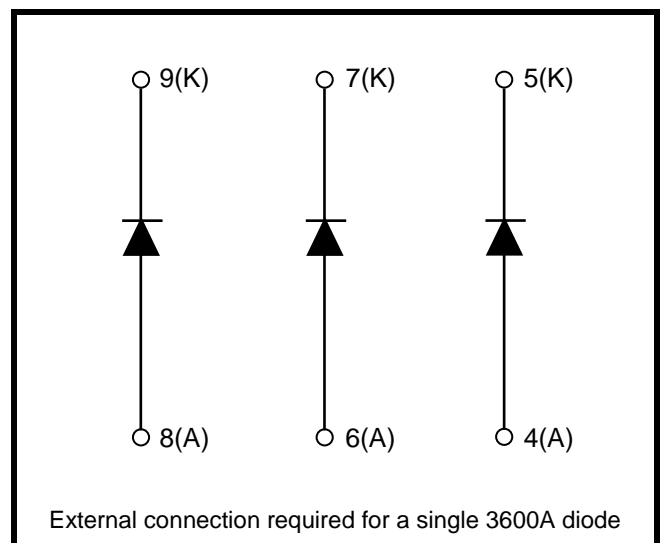 9(K) 7(K) 5(K)
8(A) 6(A) 4(A)
External connection required for a single 3600A diode